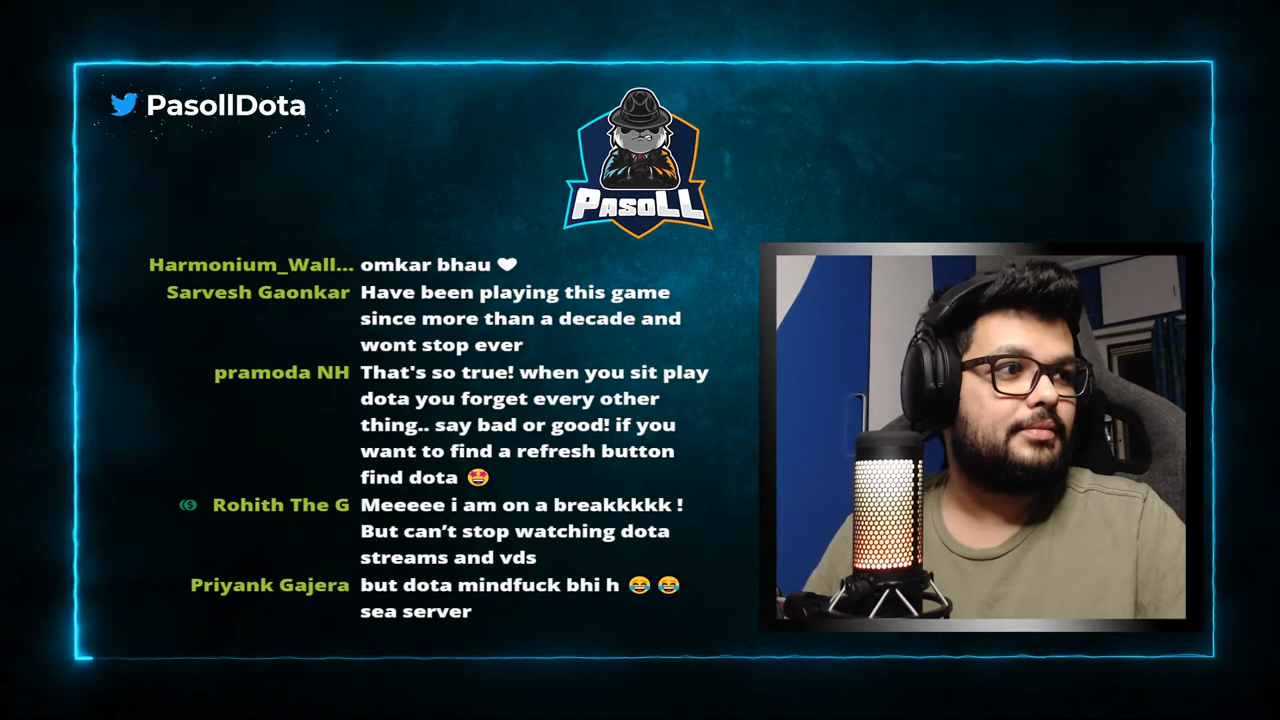 PasollDota
PASOLL
Harmonium_Wall... omkar bhau 🤍
Sarvesh Gaonkar Have been playing this game
since more than a decade and
wont stop ever
pramoda NH That's so true! when you sit play
dota you forget every other
thing.. say bad or good! if you
want to find a refresh button
find dota 🤩
Rohith The G Meeeee i am on a breakkkkk !
But can’t stop watching dota
streams and vds
Priyank Gajera but dota mindfuck bhi h 😂 😂
sea server